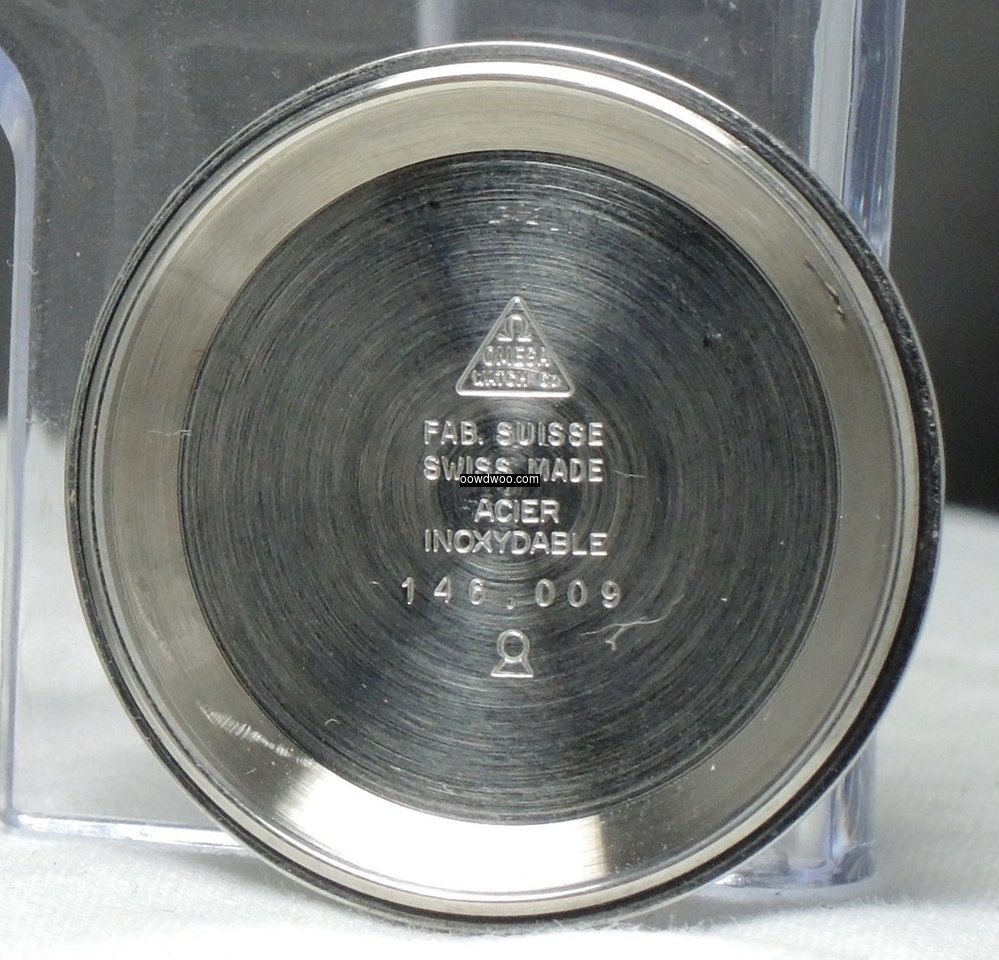 Ω
OMEGA
WATCH Co
FAB. SUISSE
SWISS MADE
oowdwoo.com
ACIER
INOXYDABLE
146.009